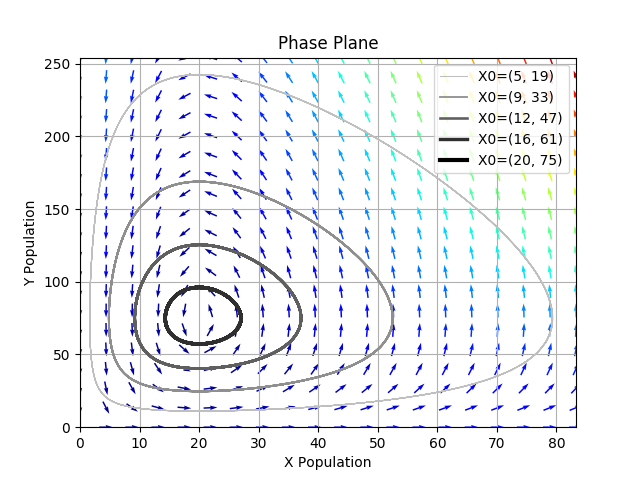 Phase Plane
250
200
150
100
50
0
Y Population
X0=(5, 19)
X0=(9, 33)
X0=(12, 47)
X0=(16, 61)
X0=(20, 75)
0 10 20 30 40 50 60 70 80
X Population